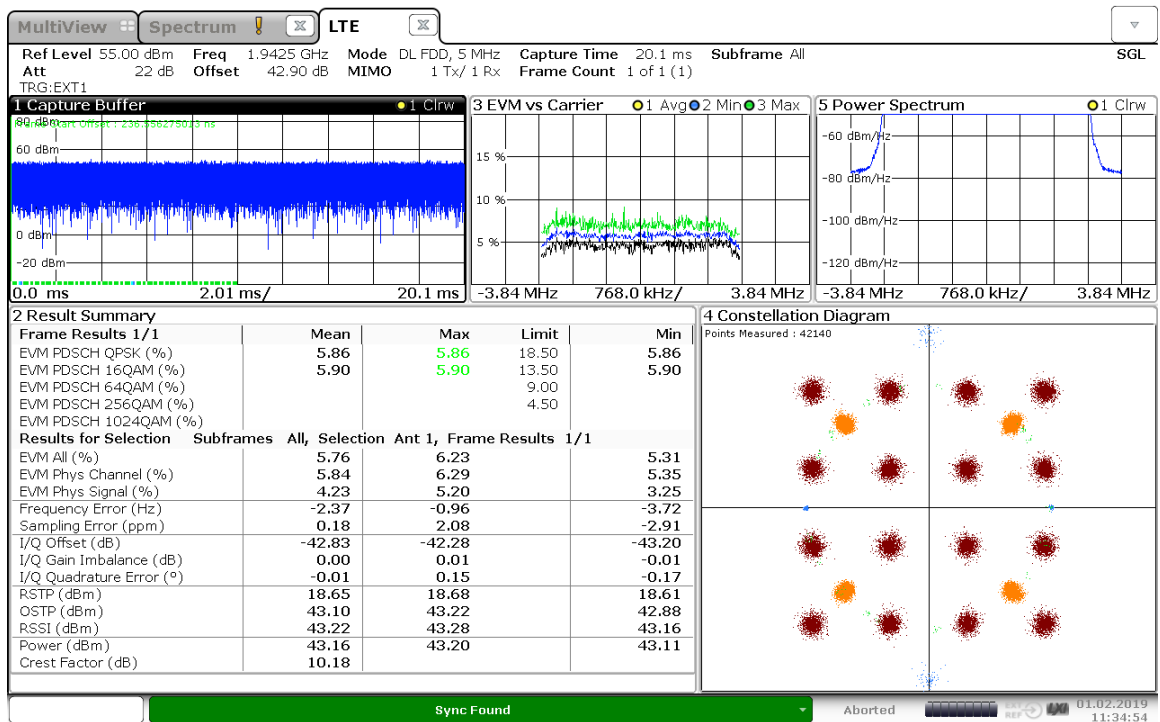 MultiView Spectrum ! X LTE X
Ref Level 55.00 dBm Freq 1.9425 GHz Mode DL FDD, 5 MHz Capture Time 20.1 ms Subframe All SGL
Att 22 dB Offset 42.90 dB MIMO 1 Tx/ 1 Rx Frame Count 1 of 1 (1)
TRG:EXT1
1 Capture Buffer 1 Clrw
80 dBm
60 dBm
0 dBm
-20 dBm
0.0 ms 2.01 ms/ 20.1 ms
3 EVM vs Carrier 1 Avg 2 Min 3 Max
15 %
10 %
5 %
-3.84 MHz 768.0 kHz/ 3.84 MHz
5 Power Spectrum 1 Clrw
-60 dBm/Hz
-80 dBm/Hz
-100 dBm/Hz
-120 dBm/Hz
-3.84 MHz 768.0 kHz/ 3.84 MHz
2 Result Summary
Frame Results 1/1 Mean Max Limit Min
EVM PDSCH QPSK (%) 5.86 5.86 18.50 5.86
EVM PDSCH 16QAM (%) 5.90 5.90 13.50 5.90
EVM PDSCH 64QAM (%) 9.00
EVM PDSCH 256QAM (%) 4.50
EVM PDSCH 1024QAM (%)
Results for Selection Subframes All, Selection Ant 1, Frame Results 1/1
EVM All (%) 5.76 6.23 5.31
EVM Phys Channel (%) 5.84 6.29 5.35
EVM Phys Signal (%) 4.23 5.20 3.25
Frequency Error (Hz) -2.37 -0.96 -3.72
Sampling Error (ppm) 0.18 2.08 -2.91
I/Q Offset (dB) -42.83 -42.28 -43.20
I/Q Gain Imbalance (dB) 0.00 0.01 -0.01
I/Q Quadrature Error (°) -0.01 0.15 -0.17
RSTP (dBm) 18.65 18.68 18.61
OSTP (dBm) 43.10 43.22 42.88
RSSI (dBm) 43.22 43.28 43.16
Power (dBm) 43.16 43.20 43.11
Crest Factor (dB) 10.18
4 Constellation Diagram
Points Measured : 42140
Sync Found
Aborted
01.02.2019
11:34:54